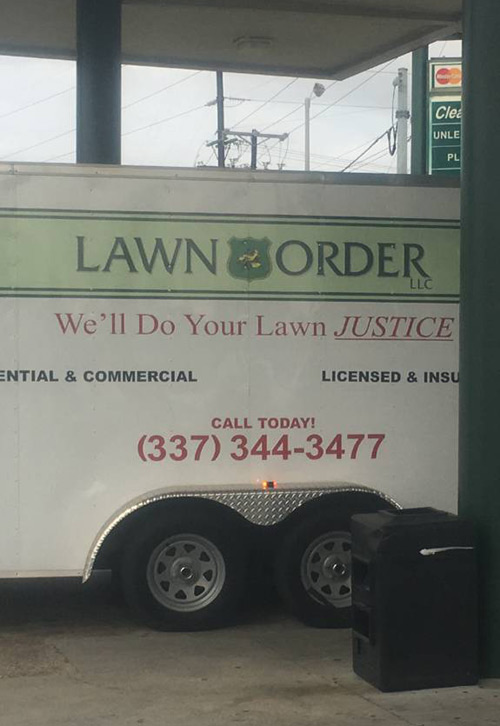 Clea
UNLE
PL
LAWN ORDER
LLC
We'll Do Your Lawn JUSTICE
ENTIAL & COMMERCIAL
LICENSED & INSU
CALL TODAY!
(337) 344-3477